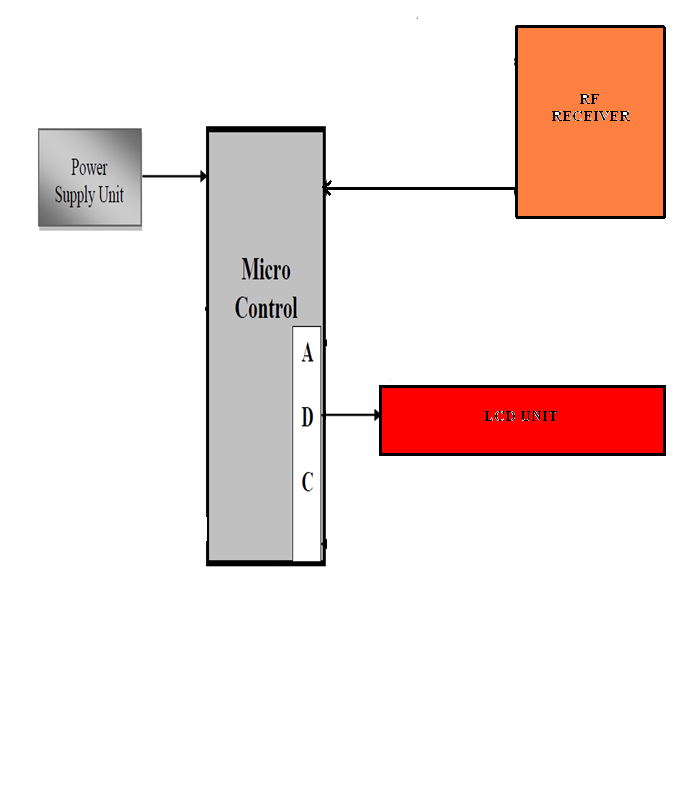 RF
RECEIVER
Power
Supply Unit
Micro
Control
A
D
C
LCD UNIT